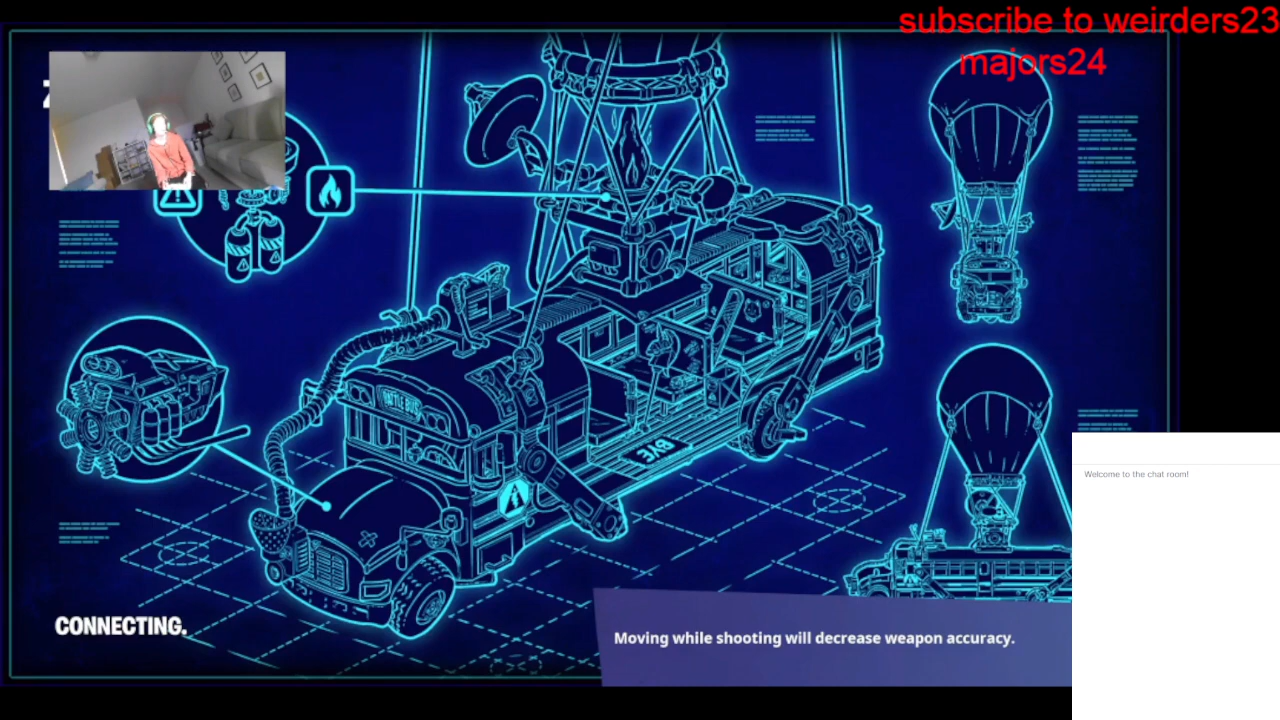 subscribe to weirders23
majors24
BATTLE BUS
CONNECTING.
Moving while shooting will decrease weapon accuracy.
Welcome to the chat room!